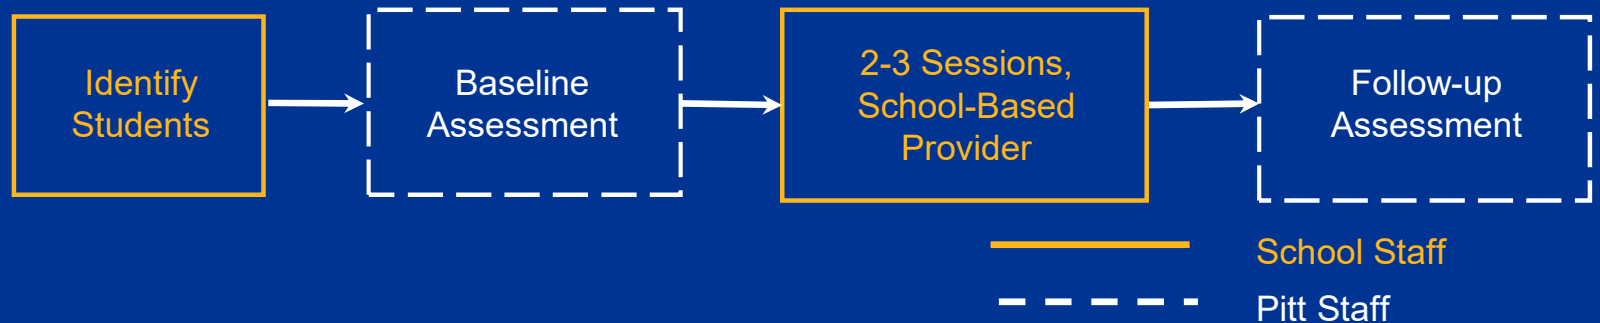 Identify
Students
Baseline
Assessment
2-3 Sessions,
School-Based
Provider
Follow-up
Assessment
School Staff
Pitt Staff